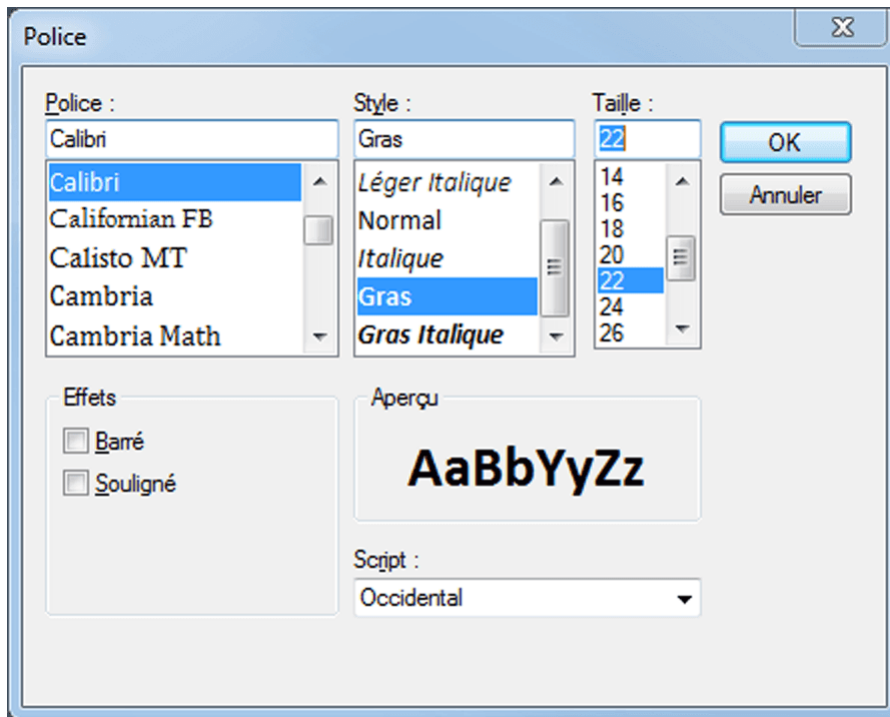 Police
Police :
Style :
Taille :
Calibri
Gras
22
OK
Annuler
Calibri
Californian FB
Calisto MT
Cambria
Cambria Math
Léger Italique
Normal
Italique
Gras
Gras Italique
14
16
18
20
22
24
26
Effets
Barré
Souligné
Aperçu
AaBbYyZz
Script :
Occidental